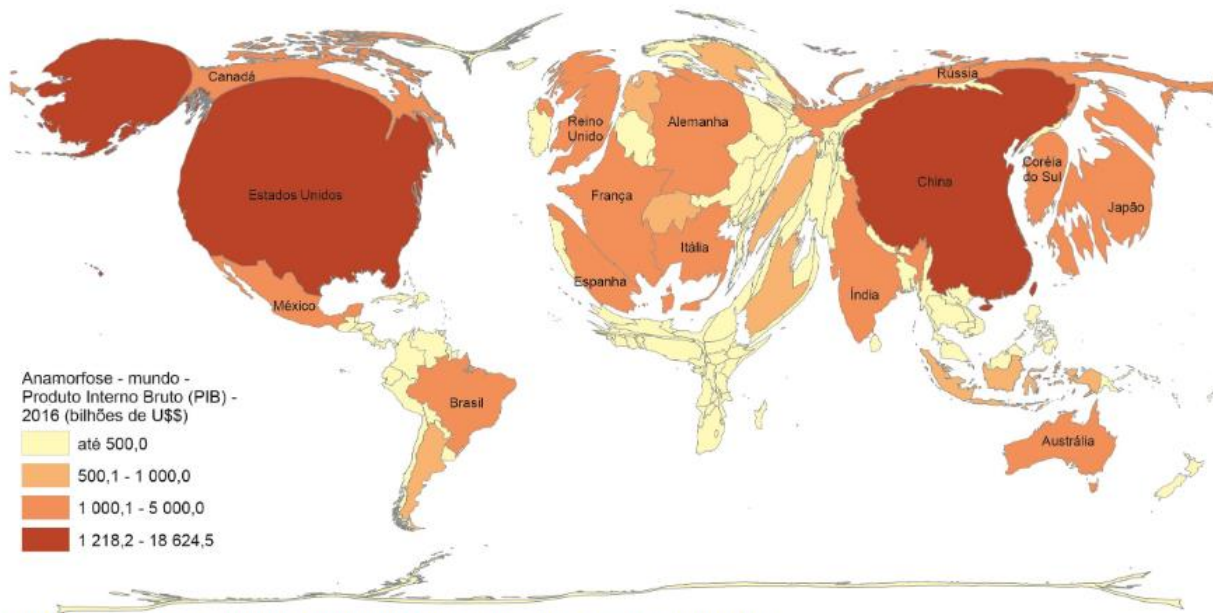 Canadá
Rússia
Reino
Unido
Alemanha
Estados Unidos
França
China
Coréia
do Sul
Japão
Itália
Espanha
México
Índia
Brasil
Austrália
Anamorfose - mundo -
Produto Interno Bruto (PIB) -
2016 (bilhões de U$$)
até 500,0
500,1 - 1 000,0
1 000,1 - 5 000,0
1 218,2 - 18 624,5